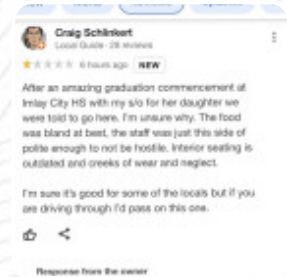 Craig Schlinkert
Local Guide · 28 reviews
6 hours ago NEW
After an amazing graduation commencement at
Imlay City HS with my s/o for her daughter we
were told to go here. I'm unsure why. The food
was bland at best, the staff was just this side of
polite enough to not be hostile. Interior seating is
outdated and creeks of wear and neglect.
I'm sure it's good for some of the locals but if you
are driving through I'd pass on this one.
Response from the owner